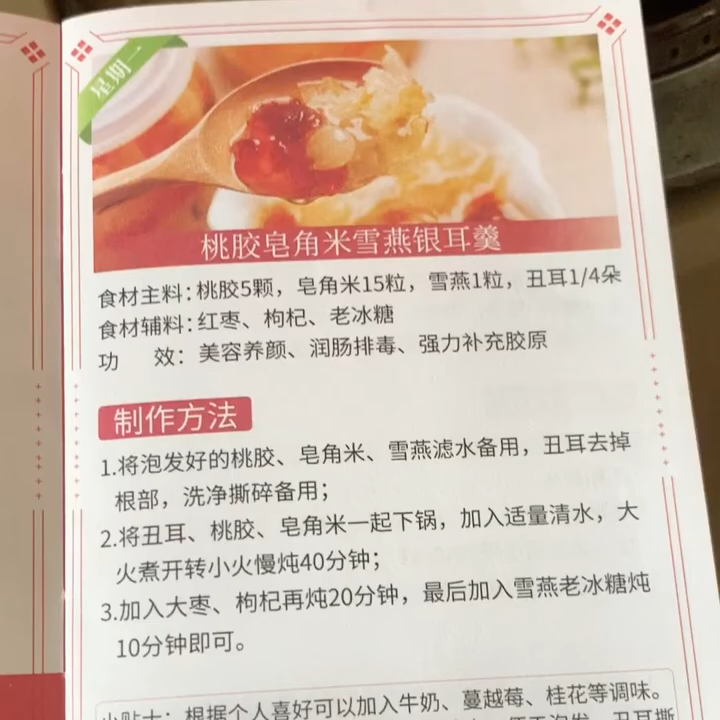 星期一
桃胶皂角米雪燕银耳羹
食材主料：桃胶5颗，皂角米15粒，雪燕1粒，丑耳1/4朵
食材辅料：红枣、枸杞、老冰糖
功 效：美容养颜、润肠排毒、强力补充胶原
制作方法
1.将泡发好的桃胶、皂角米、雪燕滤水备用，丑耳去掉
根部，洗净撕碎备用；
2.将丑耳、桃胶、皂角米一起下锅，加入适量清水，大
火煮开转小火慢炖40分钟；
3.加入大枣、枸杞再炖20分钟，最后加入雪燕老冰糖炖
10分钟即可。
小贴士：根据个人喜好可以加入牛奶、蔓越莓、桂花等调味。
丑耳撕